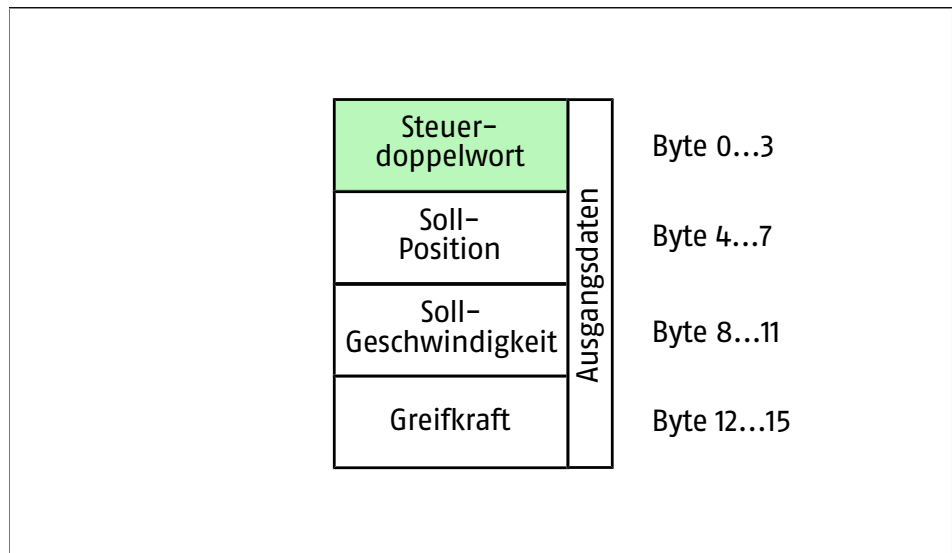 Steuer-
doppelwort
Byte 0...3
Soll-
Position
Byte 4...7
Soll-
Geschwindigkeit
Byte 8...11
Greifkraft
Byte 12...15
Ausgangsdaten